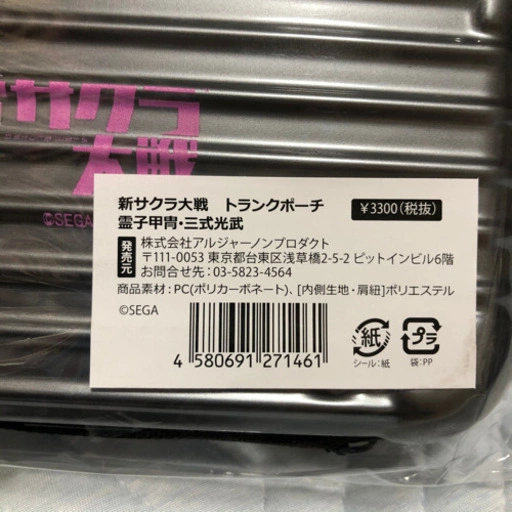 新サクラ
大戦
©SEGA
新サクラ大戦　トランクポーチ
霊子甲冑・三式光武
¥3300(税抜)
発売元
株式会社アルジャーノンプロダクト
〒111-0053 東京都台東区浅草橋2-5-2 ビットインビル6階
お問合せ先:03-5823-4564
商品素材:PC(ポリカーボネート)、[内側生地・肩紐]ポリエステル
©SEGA
4 580691 271461
紙
シール:紙
プラ
袋:PP